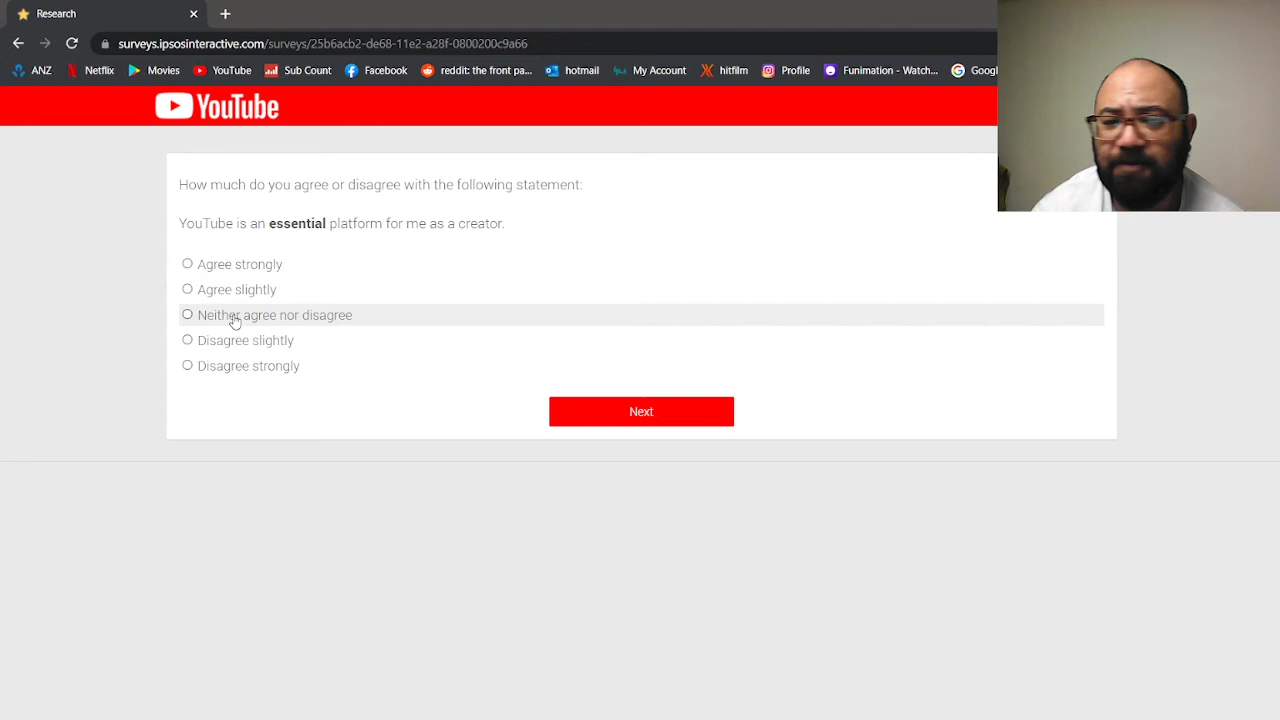 Research
surveys.ipsosinteractive.com/surveys/25b6acb2-de68-11e2-a28f-0800200c9a66
ANZ Netflix Movies YouTube Sub Count Facebook reddit: the front pa... hotmail My Account hitfilm Profile Funimation - Watch... Googl
YouTube
How much do you agree or disagree with the following statement:
YouTube is an essential platform for me as a creator.
Agree strongly
Agree slightly
Neither agree nor disagree
Disagree slightly
Disagree strongly
Next